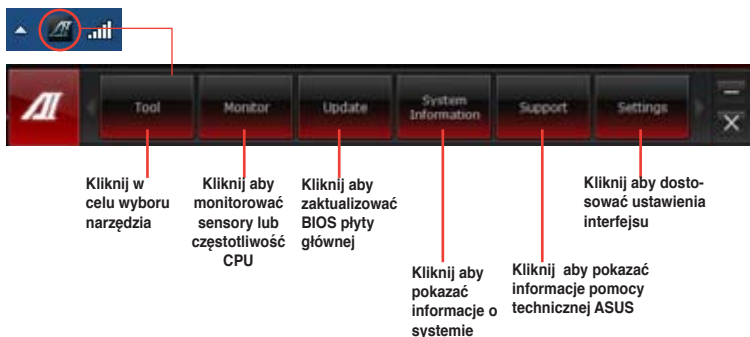 Tool
Monitor
Update
System
Information
Support
Settings
Kliknij w
celu wyboru
narzędzia
Kliknij aby
monitorować
sensory lub
częstotliwość
CPU
Kliknij aby
zaktualizować
BIOS płyty
głównej
Kliknij aby
pokazać
informacje o
systemie
Kliknij aby pokazać
informacje pomocy
technicznej ASUS
Kliknij aby dosto-
sować ustawienia
interfejsu